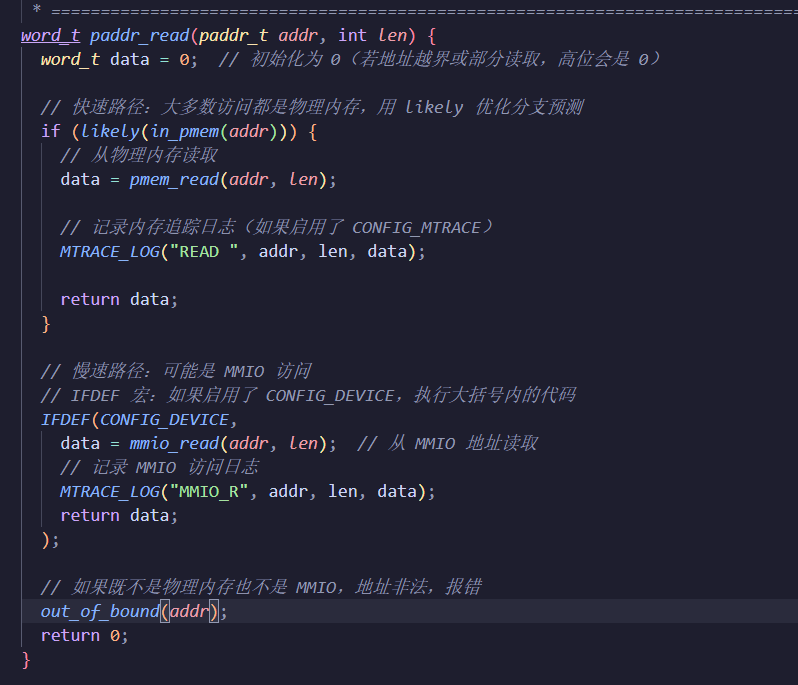 * ==========================================================================
word_t paddr_read(paddr_t addr, int len) {
  word_t data = 0;  // 初始化为 0（若地址越界或部分读取，高位会是 0）

  // 快速路径：大多数访问都是物理内存，用 likely 优化分支预测
  if (likely(in_pmem(addr))) {
    // 从物理内存读取
    data = pmem_read(addr, len);

    // 记录内存追踪日志（如果启用了 CONFIG_MTRACE）
    MTRACE_LOG("READ ", addr, len, data);

    return data;
  }

  // 慢速路径：可能是 MMIO 访问
  // IFDEF 宏：如果启用了 CONFIG_DEVICE，执行大括号内的代码
  IFDEF(CONFIG_DEVICE,
    data = mmio_read(addr, len);  // 从 MMIO 地址读取
    // 记录 MMIO 访问日志
    MTRACE_LOG("MMIO_R", addr, len, data);
    return data;
  );

  // 如果既不是物理内存也不是 MMIO，地址非法，报错
  out_of_bound(addr);
  return 0;
}